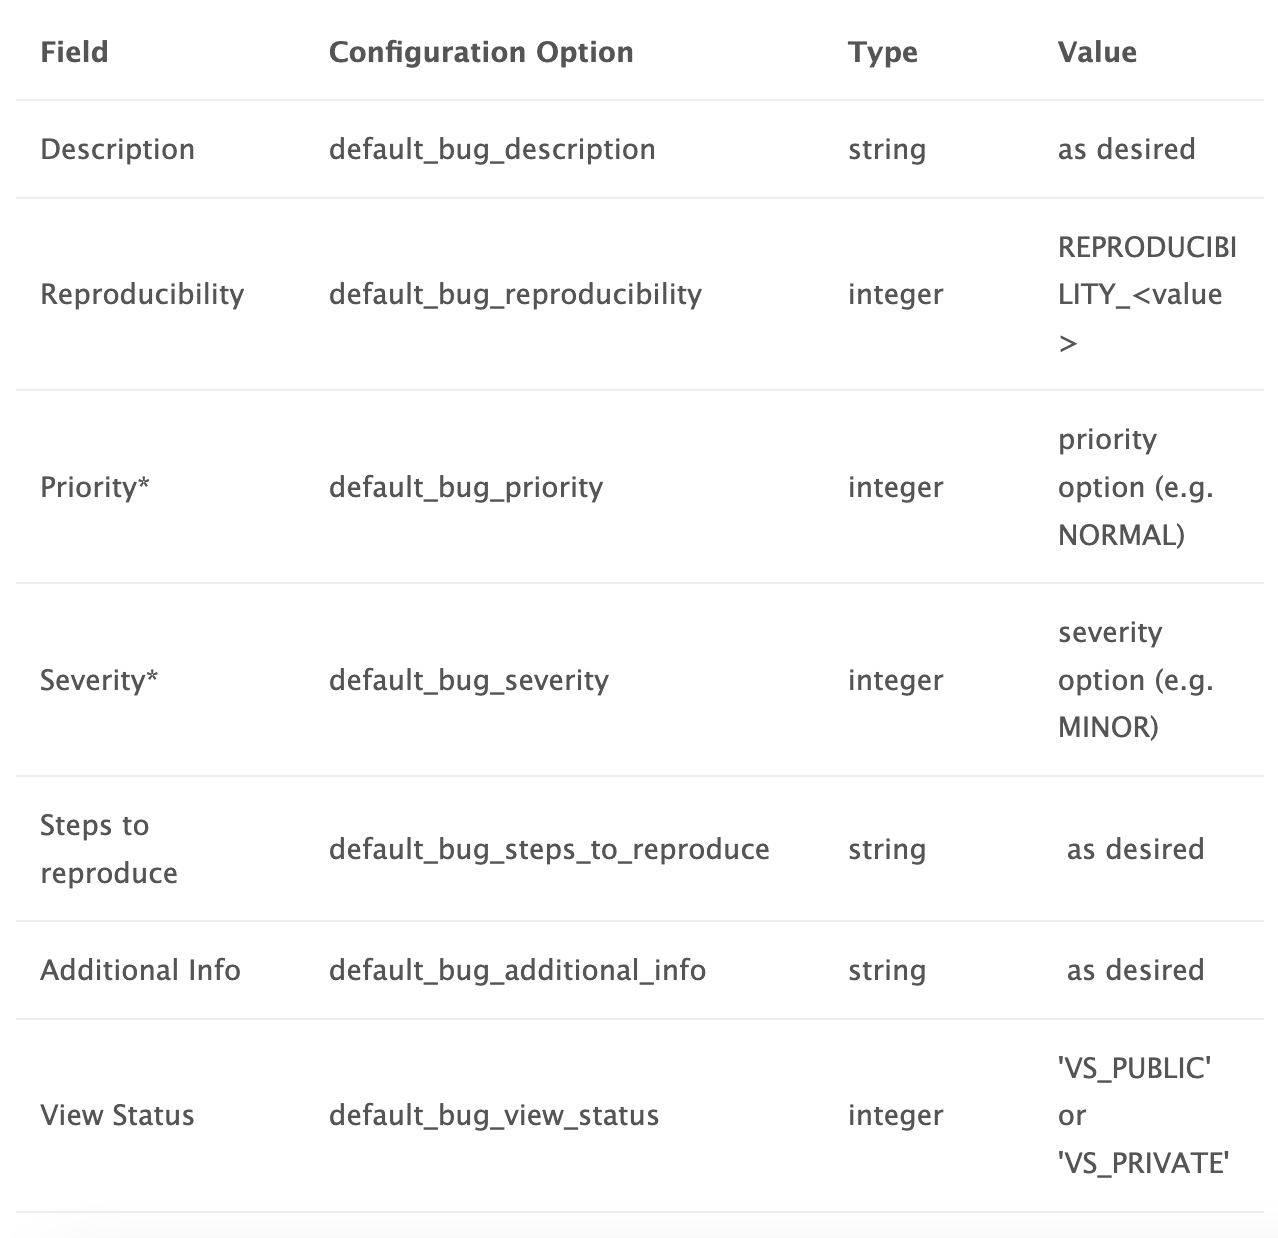 Field Configuration Option Type Value
Description default_bug_description string as desired
Reproducibility default_bug_reproducibility integer REPRODUCIBI
LITY_<value
>
Priority* default_bug_priority integer priority
option (e.g.
NORMAL)
Severity* default_bug_severity integer severity
option (e.g.
MINOR)
Steps to
reproduce default_bug_steps_to_reproduce string as desired
Additional Info default_bug_additional_info string as desired
View Status default_bug_view_status integer 'VS_PUBLIC'
or
'VS_PRIVATE'